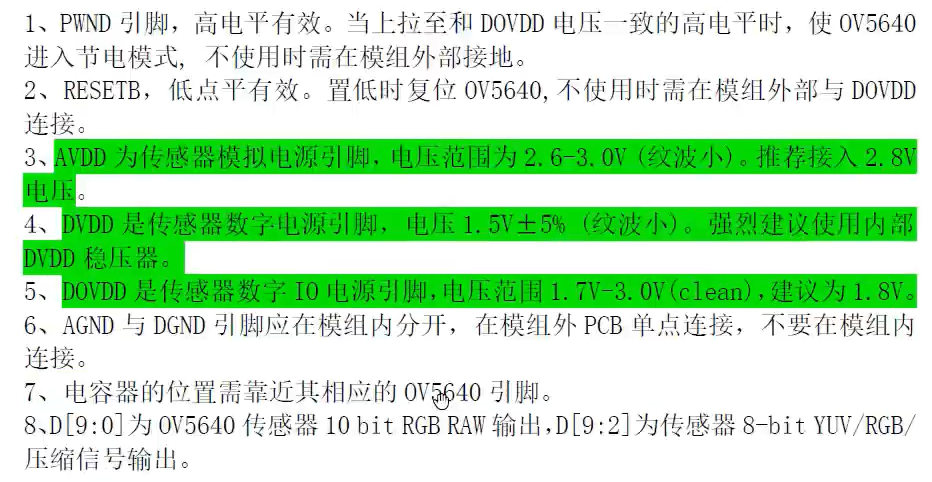 1、PWND 引脚，高电平有效。当上拉至和 DOVDD 电压一致的高电平时，使 OV5640
进入节电模式, 不使用时需在模组外部接地。
2、RESETB，低点平有效。置低时复位 OV5640,不使用时需在模组外部与 DOVDD
连接。
3、AVDD 为传感器模拟电源引脚，电压范围为 2.6-3.0V (纹波小)。推荐接入 2.8V
电压。
4、DVDD 是传感器数字电源引脚，电压 1.5V±5% (纹波小)。强烈建议使用内部
DVDD 稳压器。
5、DOVDD 是传感器数字 IO 电源引脚,电压范围 1.7V-3.0V(clean),建议为 1.8V。
6、AGND 与 DGND 引脚应在模组内分开，在模组外 PCB 单点连接，不要在模组内
连接。
7、电容器的位置需靠近其相应的 OV5640 引脚。
8、D[9:0]为 OV5640 传感器 10 bit RGB RAW 输出,D[9:2]为传感器 8-bit YUV/RGB/
压缩信号输出。